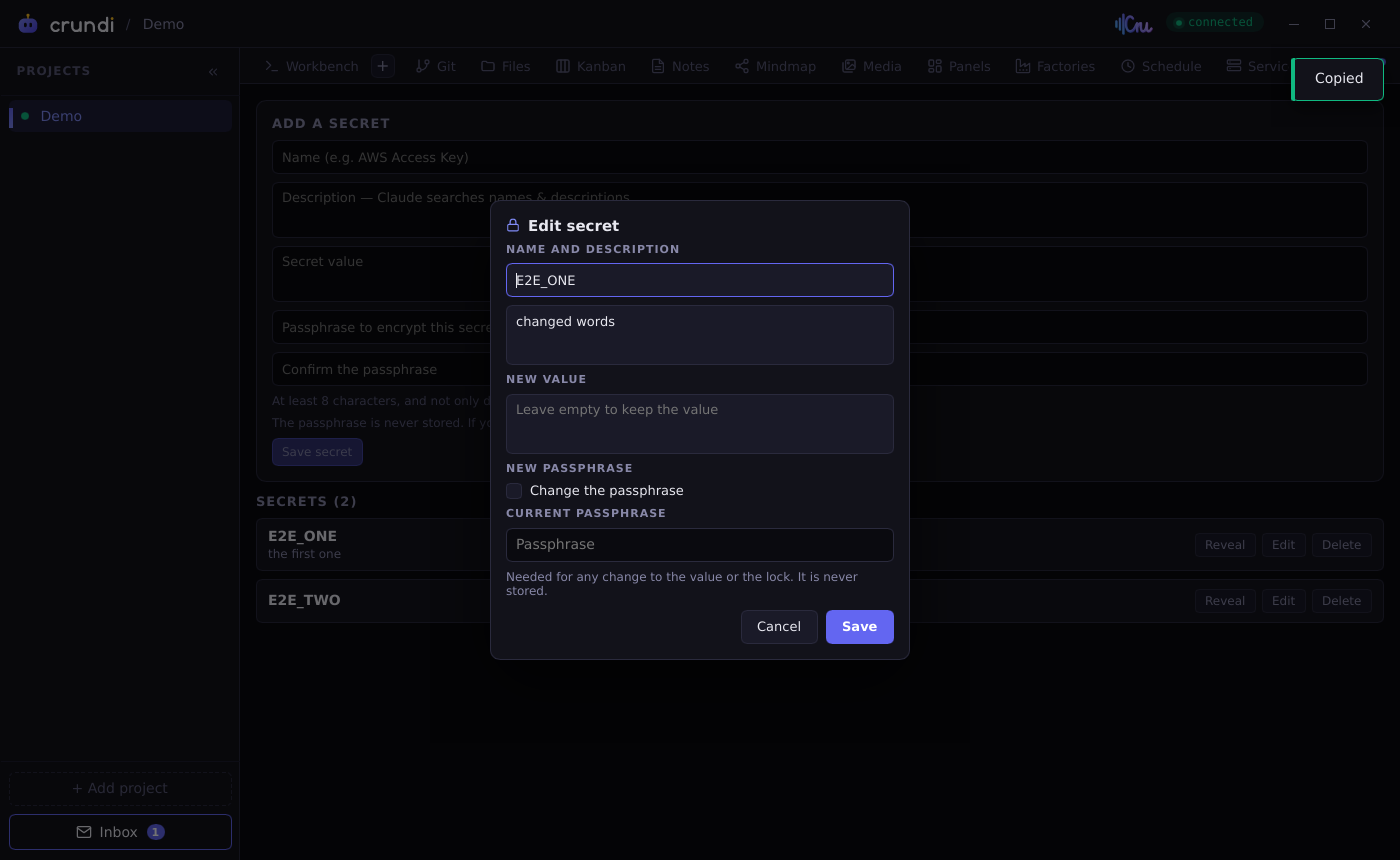 crundi / Demo
Cru
connected
PROJECTS «
Workbench + Git Files Kanban Notes Mindmap Media Panels Factories Schedule Servic
Copied
Demo
ADD A SECRET
Name (e.g. AWS Access Key)
Description — Claude searches names & descriptions
Secret value
Passphrase to encrypt this secre
Confirm the passphrase
At least 8 characters, and not only d
The passphrase is never stored. If yo
Save secret
SECRETS (2)
E2E_ONE
the first one
Reveal Edit Delete
E2E_TWO
Reveal Edit Delete
Edit secret
NAME AND DESCRIPTION
E2E_ONE
changed words
NEW VALUE
Leave empty to keep the value
NEW PASSPHRASE
Change the passphrase
CURRENT PASSPHRASE
Passphrase
Needed for any change to the value or the lock. It is never
stored.
Cancel Save
+ Add project
Inbox 1